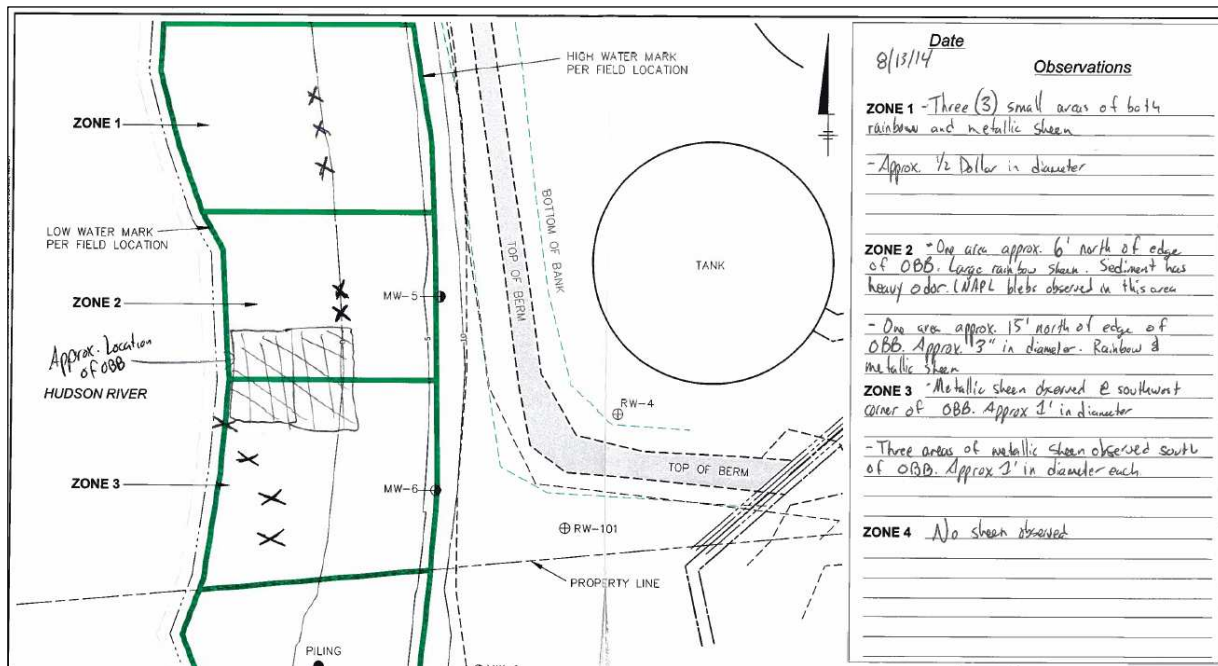 HIGH WATER MARK
PER FIELD LOCATION
ZONE 1
LOW WATER MARK
PER FIELD LOCATION
ZONE 2
Approx. Location
of OBB
HUDSON RIVER
ZONE 3
MW-5
MW-6
TOP OF BERM
BOTTOM OF BANK
TANK
RW-4
TOP OF BERM
RW-101
PROPERTY LINE
PILING
5
10
Date
8/13/14
Observations
ZONE 1 - Three (3) small areas of both
rainbow and metallic sheen
- Approx. 1/2 Dollar in diameter
ZONE 2 - One area approx. 6' north of edge
of OBB. Large rainbow sheen. Sediment has
heavy odor. LNAPL blebs observed in this area
- One area approx. 15' north of edge of
OBB. Approx. 3" in diameter. Rainbow &
metallic sheen
ZONE 3 - Metallic sheen observed @ southwest
corner of OBB. Approx 1' in diameter
- Three areas of metallic sheen observed south
of OBB. Approx 1' in diameter each.
ZONE 4 No sheen observed